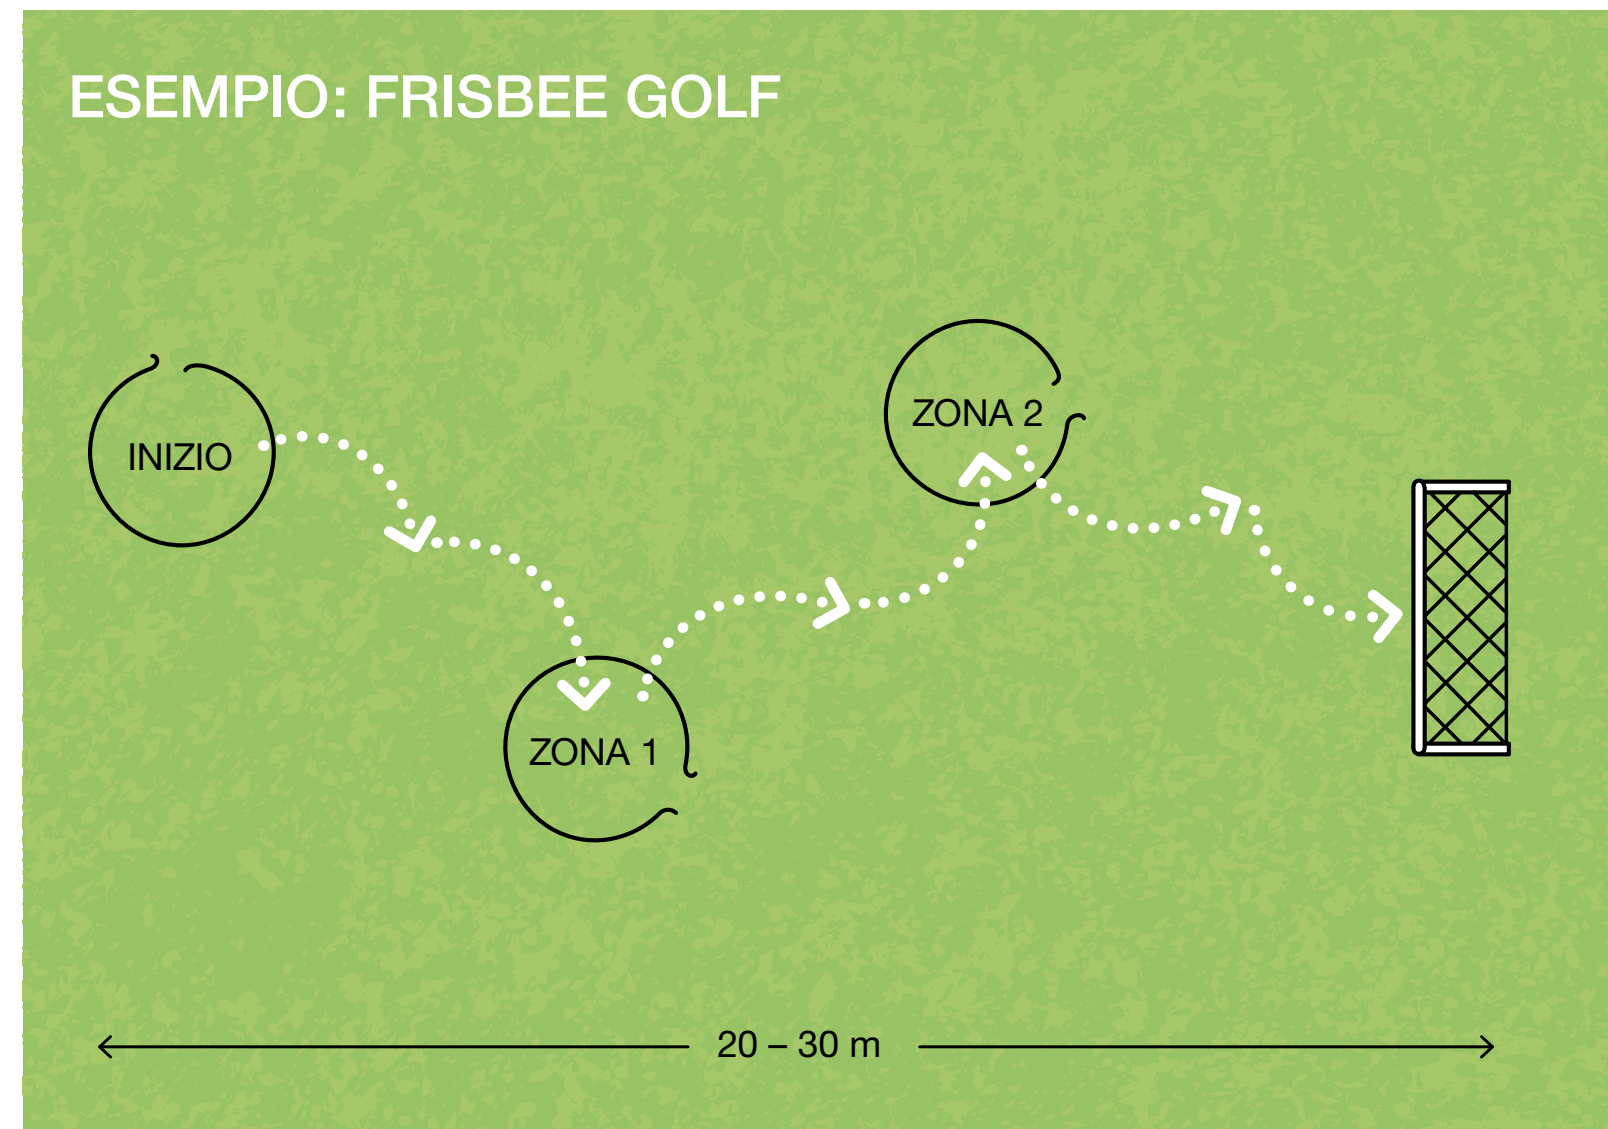 ESEMPIO: FRISBEE GOLF
ZONA 2
INIZIO
ZONA 1
20 – 30 m